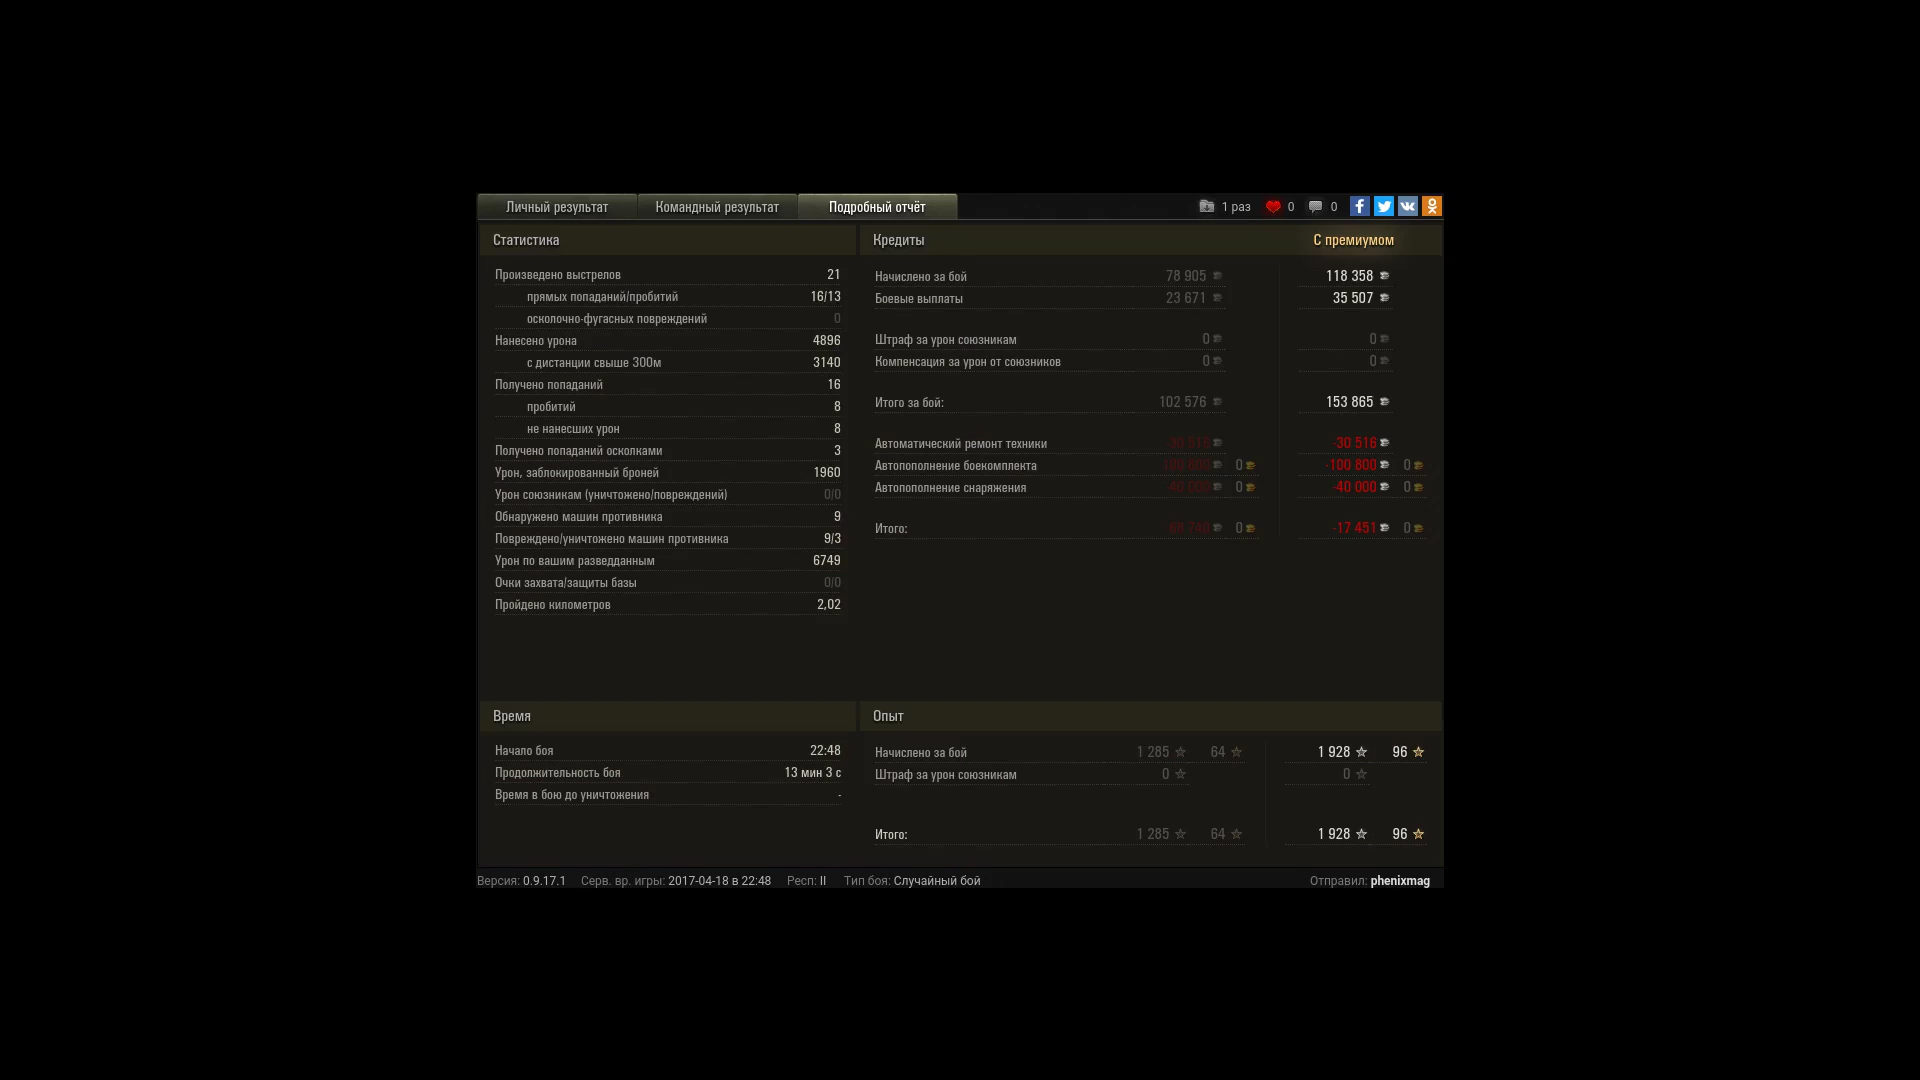 Личный результат Командный результат Подробный отчёт 1 раз 0 0
Статистика
Произведено выстрелов 21
прямых попаданий/пробитий 16/13
осколочно-фугасных повреждений 0
Нанесено урона 4896
с дистанции свыше 300м 3140
Получено попаданий 16
пробитий 8
не нанесших урон 8
Получено попаданий осколками 3
Урон, заблокированный броней 1960
Урон союзникам (уничтожено/повреждений) 0/0
Обнаружено машин противника 9
Повреждено/уничтожено машин противника 9/3
Урон по вашим разведданным 6749
Очки захвата/защиты базы 0/0
Пройдено километров 2,02
Кредиты С премиумом
Начислено за бой 78 905 118 358
Боевые выплаты 23 671 35 507
Штраф за урон союзникам 0 0
Компенсация за урон от союзников 0 0
Итого за бой: 102 576 153 865
Автоматический ремонт техники -30 516 -30 516
Автопополнение боекомплекта -100 800 0 -100 800 0
Автопополнение снаряжения -40 000 0 -40 000 0
Итого: 0 -17 451 0
Время
Начало боя 22:48
Продолжительность боя 13 мин 3 с
Время в бою до уничтожения -
Опыт
Начислено за бой 1 285 64 1 928 96
Штраф за урон союзникам 0 0
Итого: 1 285 64 1 928 96
Версия: 0.9.17.1 Серв. вр. игры: 2017-04-18 в 22:48 Респ: II Тип боя: Случайный бой Отправил: phenixmag